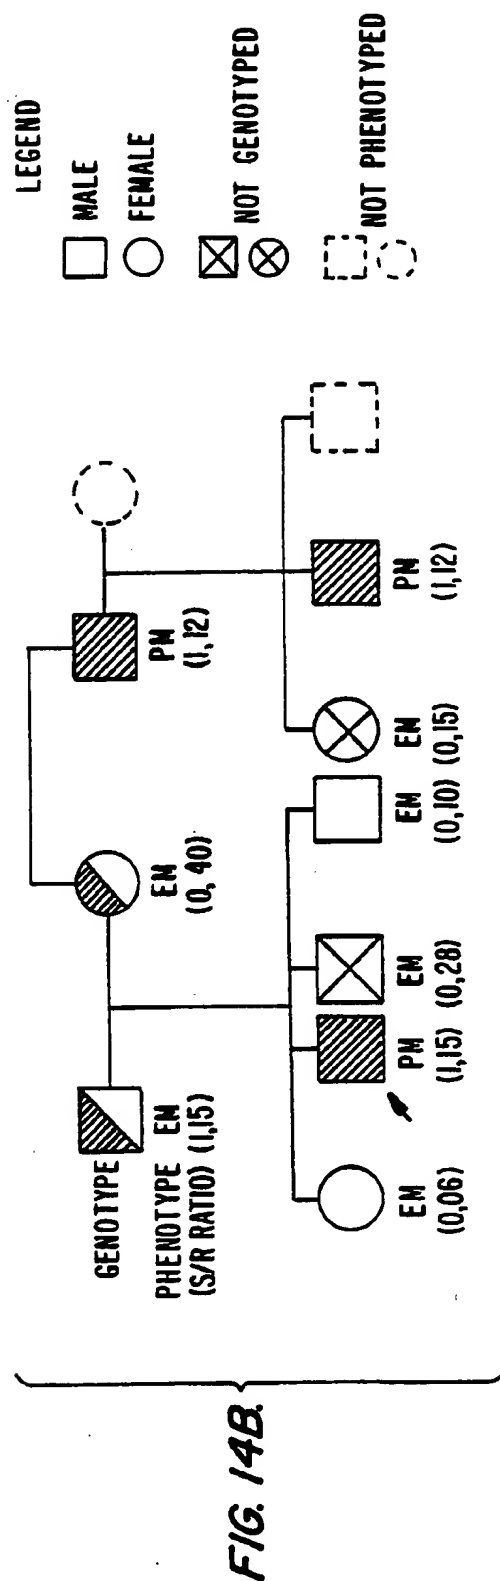 FIG. 14B.
GENOTYPE
PHENOTYPE EM
(S/R RATIO) (1,15)
EM
(0, 40)
PM
(1, 12)
EM
(0,06)
PM
(1,15)
EM
(0,28)
EM
(0,10)
EM
(0,15)
PM
(1,12)
LEGEND
MALE
FEMALE
NOT GENOTYPED
NOT PHENOTYPED